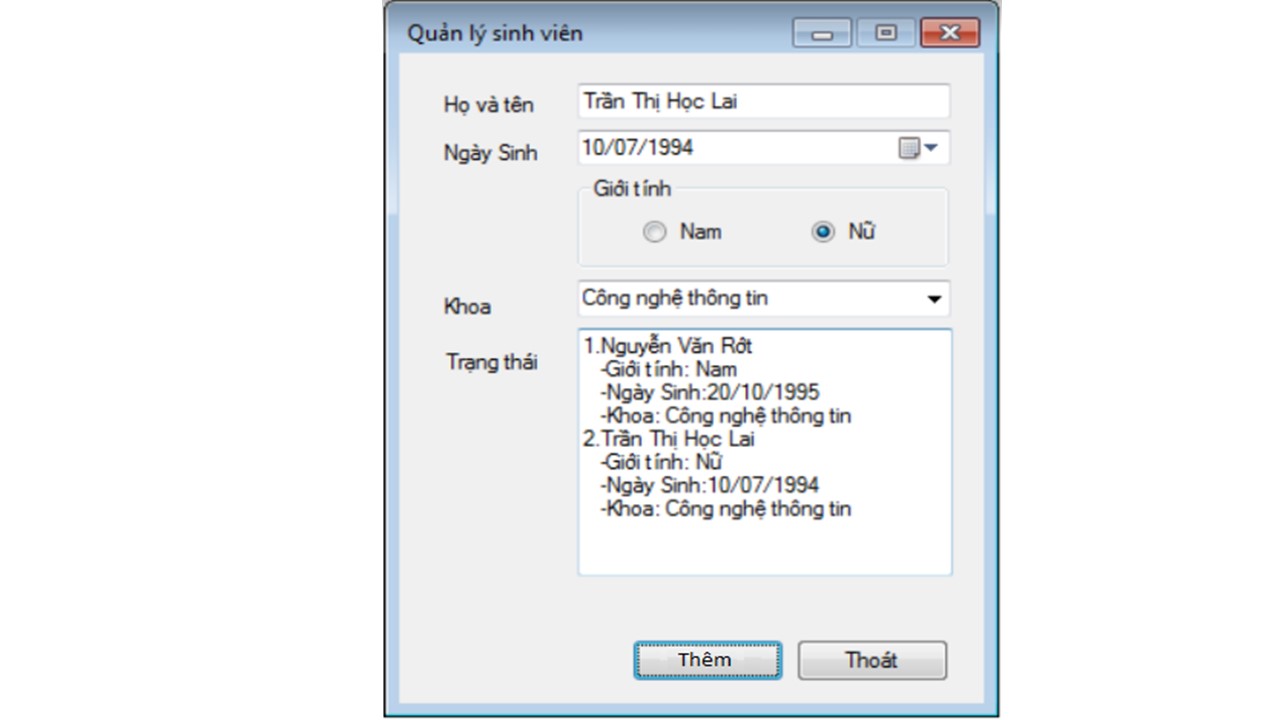 Quản lý sinh viên
Họ và tên
Trần Thị Học Lai
Ngày Sinh
10/07/1994
Giới tính
Nam
Nữ
Khoa
Công nghệ thông tin
Trạng thái
1.Nguyễn Văn Rớt
-Giới tính: Nam
-Ngày Sinh:20/10/1995
-Khoa: Công nghệ thông tin
2.Trần Thị Học Lai
-Giới tính: Nữ
-Ngày Sinh:10/07/1994
-Khoa: Công nghệ thông tin
Thêm
Thoát